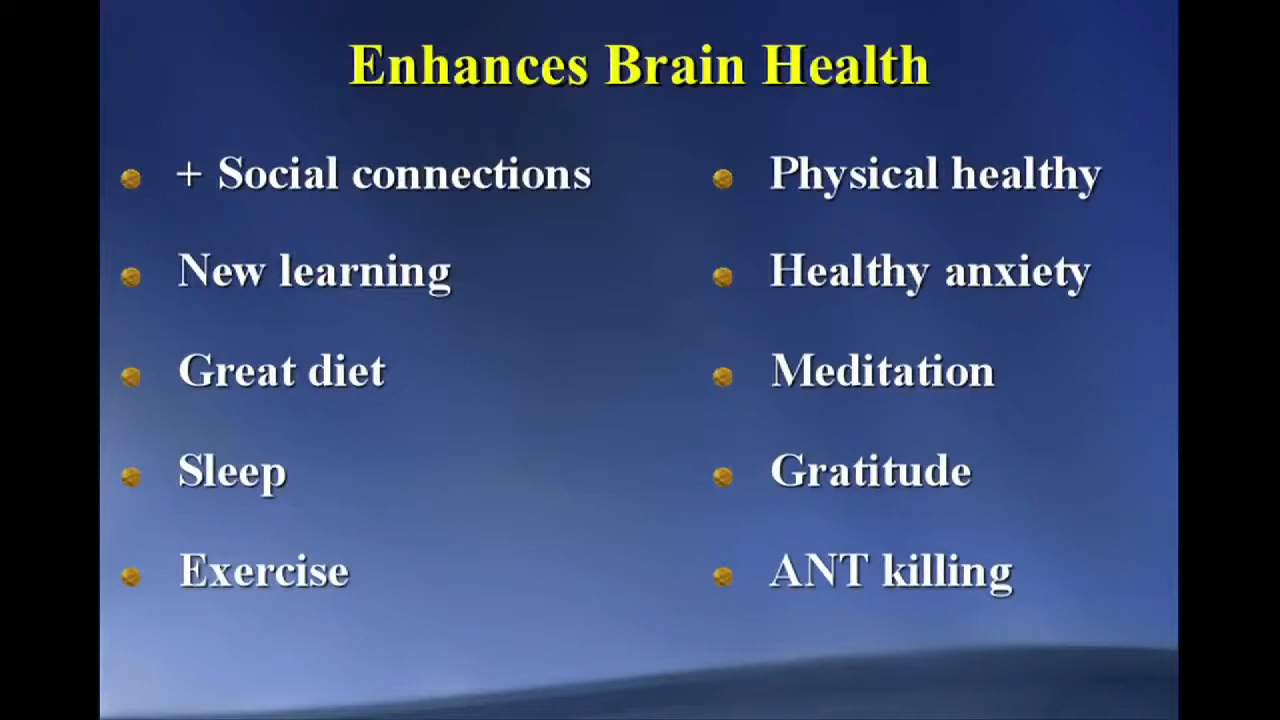 Enhances Brain Health
+ Social connections
New learning
Great diet
Sleep
Exercise
Physical healthy
Healthy anxiety
Meditation
Gratitude
ANT killing